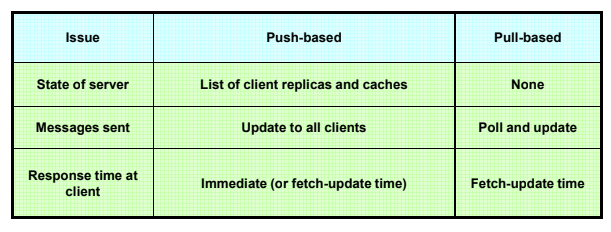 Issue
Push-based
Pull-based
State of server
List of client replicas and caches
None
Messages sent
Update to all clients
Poll and update
Response time at
client
Immediate (or fetch-update time)
Fetch-update time